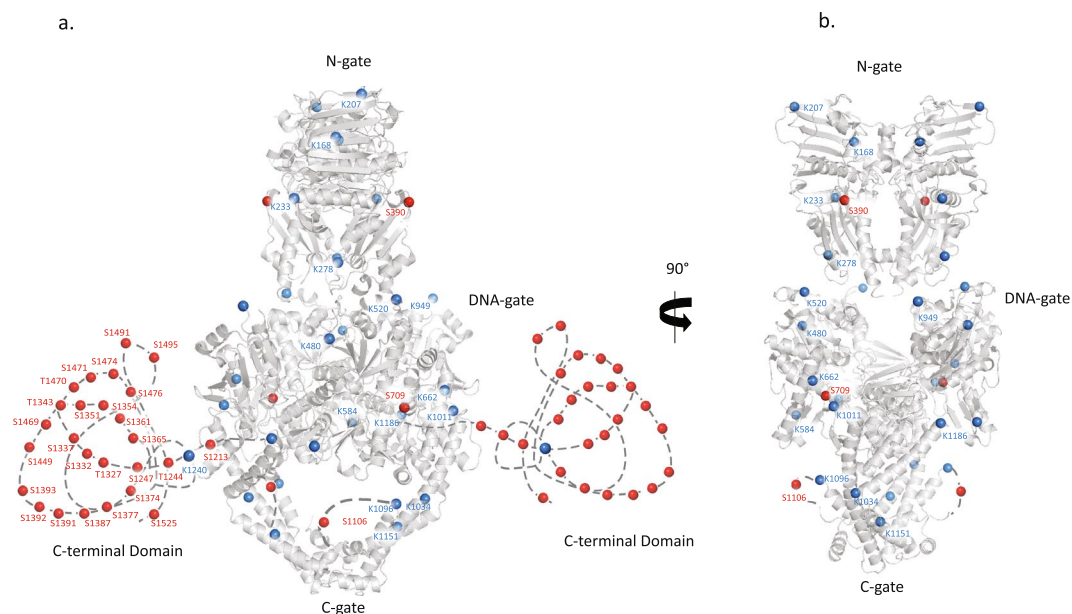 a.
b.
N-gate
K207
K168
K233
S390
K278
DNA-gate
K520
K949
K480
S1491
S1495
S1471
S1474
T1470
S1476
T1343
S1351
S1354
S1469
S1361
S1337
S1365
S1449
S1332
T1327
S1247
T1244
K1240
S1213
S1393
S1374
S1392
S1391
S1387
S1377
S1525
S709
K662
K584
K1186
K1011
K1096
K1034
S1106
K1151
C-terminal Domain
C-terminal Domain
C-gate
90°
N-gate
K207
K168
K233
S390
K278
DNA-gate
K520
K949
K480
K662
S709
K1011
K584
K1186
K1096
S1106
K1034
K1151
C-gate